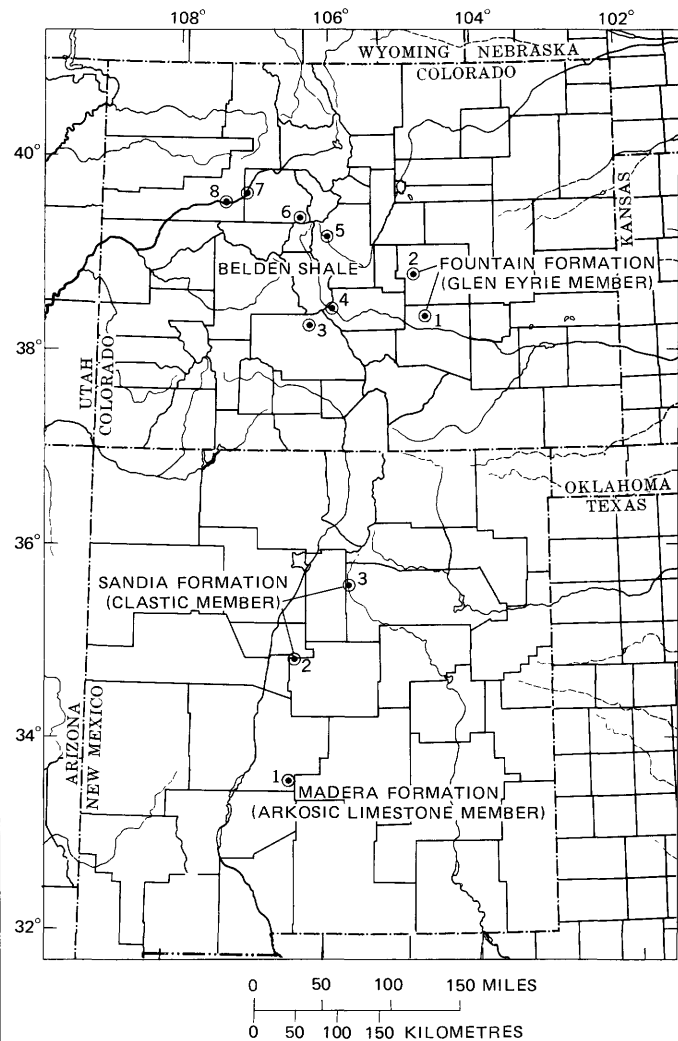 108° 106° 104° 102°
WYOMING NEBRASKA
COLORADO
40°
KANSAS
8 7
6
5
BELDEN SHALE
2 FOUNTAIN FORMATION
(GLEN EYRIE MEMBER)
4
1
3
38°
UTAH
COLORADO
OKLAHOMA
TEXAS
36°
SANDIA FORMATION
(CLASTIC MEMBER)
3
2
34°
ARIZONA
NEW MEXICO
1
MADERA FORMATION
(ARKOSIC LIMESTONE MEMBER)
32°
0 50 100 150 MILES
0 50 100 150 KILOMETRES